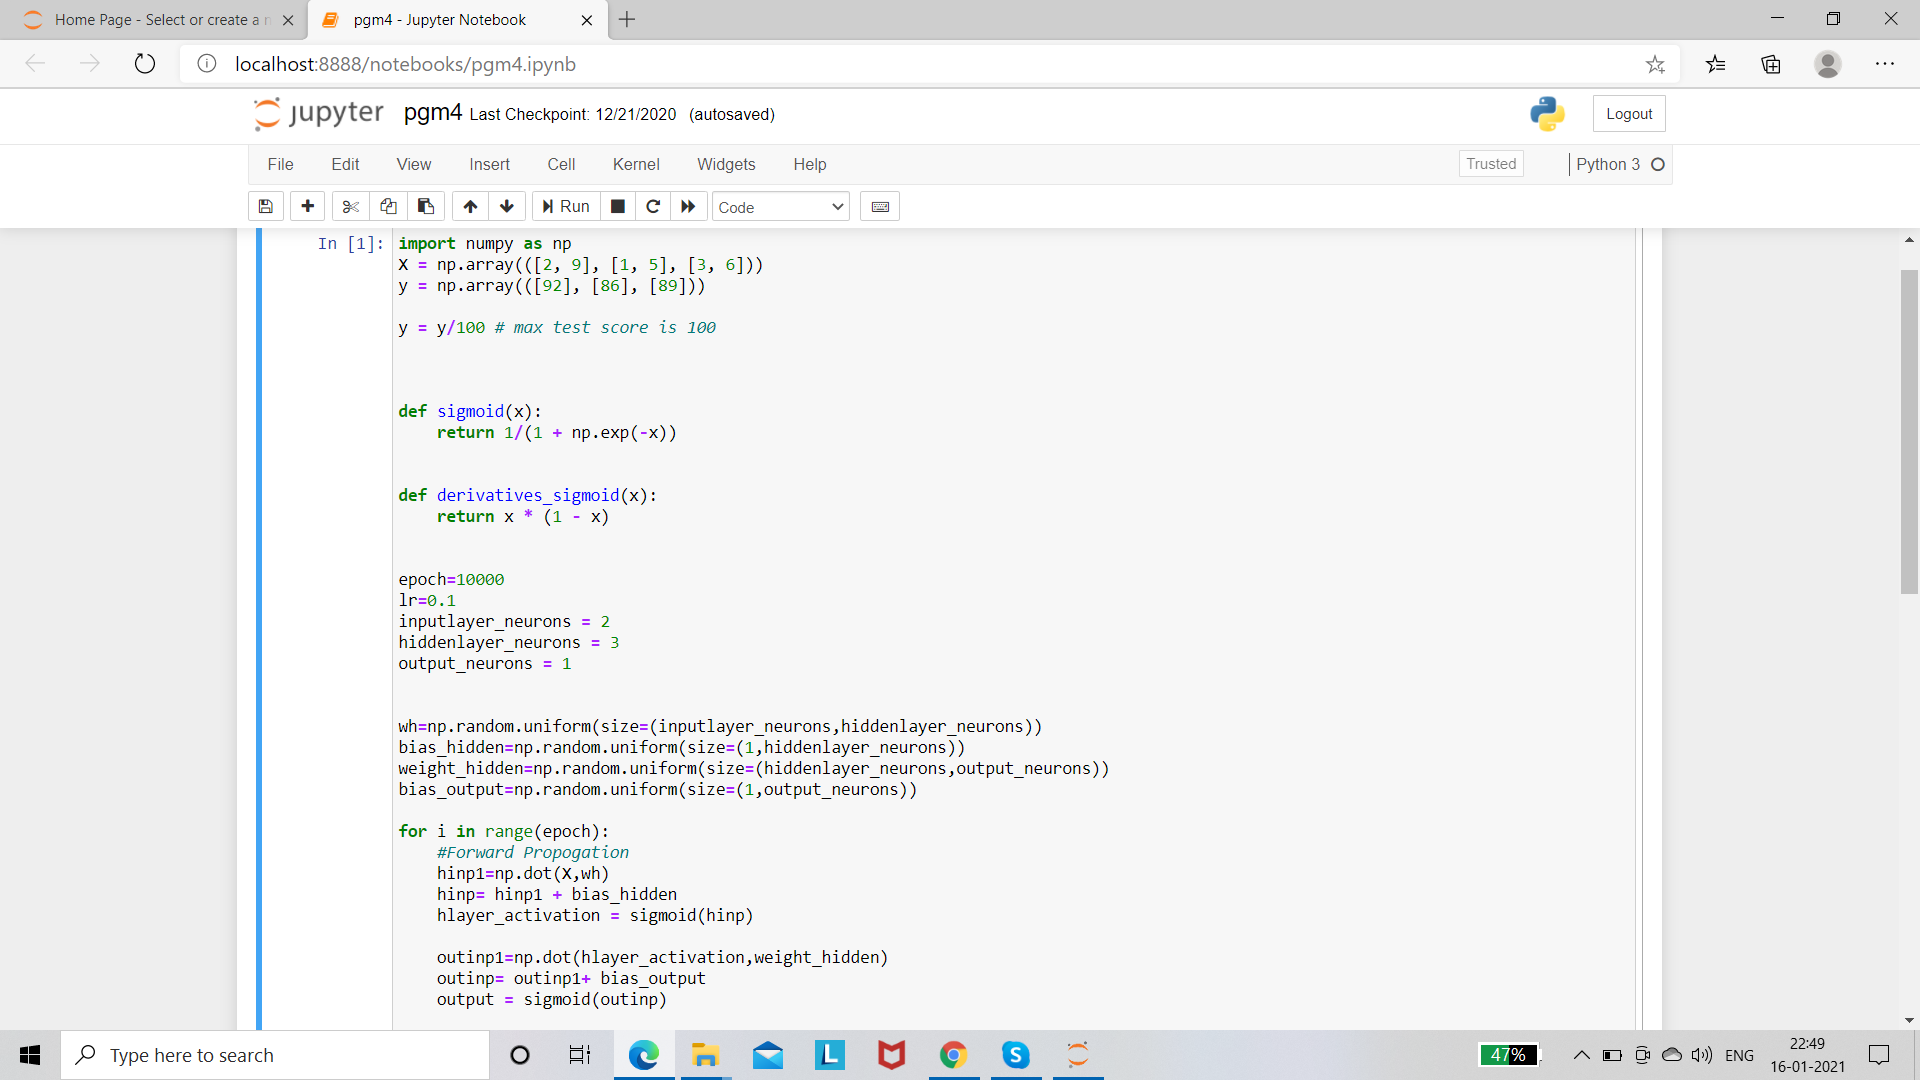 Home Page - Select or create a n
pgm4 - Jupyter Notebook
localhost:8888/notebooks/pgm4.ipynb
jupyter pgm4 Last Checkpoint: 12/21/2020 (autosaved)
Logout
File Edit View Insert Cell Kernel Widgets Help
Trusted
Python 3
Run
Code
In [1]:
import numpy as np
X = np.array(([2, 9], [1, 5], [3, 6]))
y = np.array(([92], [86], [89]))
y = y/100 # max test score is 100
def sigmoid(x):
    return 1/(1 + np.exp(-x))
def derivatives_sigmoid(x):
    return x * (1 - x)
epoch=10000
lr=0.1
inputlayer_neurons = 2
hiddenlayer_neurons = 3
output_neurons = 1
wh=np.random.uniform(size=(inputlayer_neurons,hiddenlayer_neurons))
bias_hidden=np.random.uniform(size=(1,hiddenlayer_neurons))
weight_hidden=np.random.uniform(size=(hiddenlayer_neurons,output_neurons))
bias_output=np.random.uniform(size=(1,output_neurons))
for i in range(epoch):
    #Forward Propogation
    hinp1=np.dot(X,wh)
    hinp= hinp1 + bias_hidden
    hlayer_activation = sigmoid(hinp)
    outinp1=np.dot(hlayer_activation,weight_hidden)
    outinp= outinp1+ bias_output
    output = sigmoid(outinp)
Type here to search
L
S
47%
ENG
22:49
16-01-2021